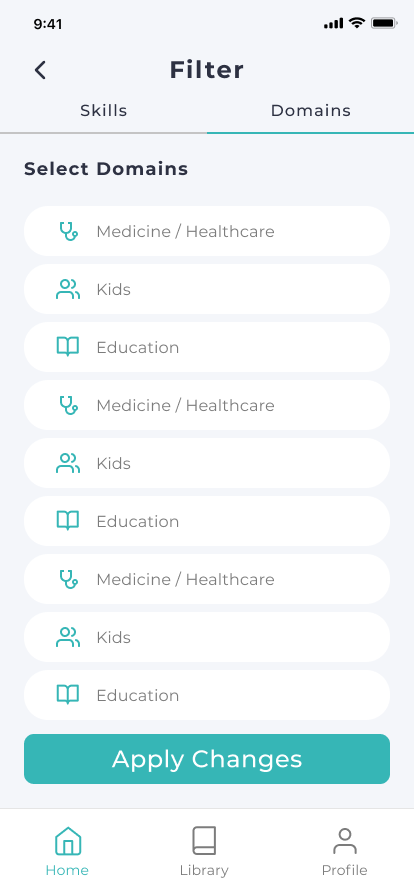 9:41
Filter
Skills
Domains
Select Domains
Medicine / Healthcare
Kids
Education
Medicine / Healthcare
Kids
Education
Medicine / Healthcare
Kids
Education
Apply Changes
Home
Library
Profile